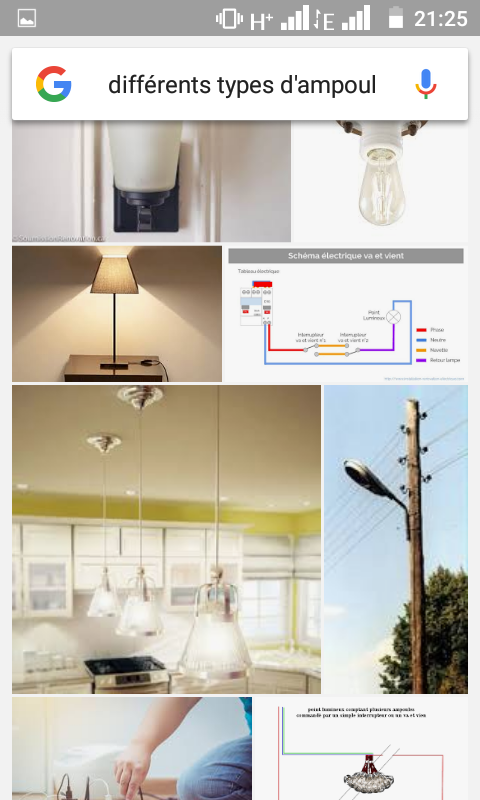 H+ E 21:25
différents types d'ampoul
Schéma électrique va et vient
Tableau électrique
Point
Lumineux
Interrupteur
va et vient n°1
Interrupteur
va et vient n°2
Phase
Neutre
Navette
Retour lampe
point lumineux comptant plusieurs ampoules
commandé par un simple interrupteur ou un va et vien